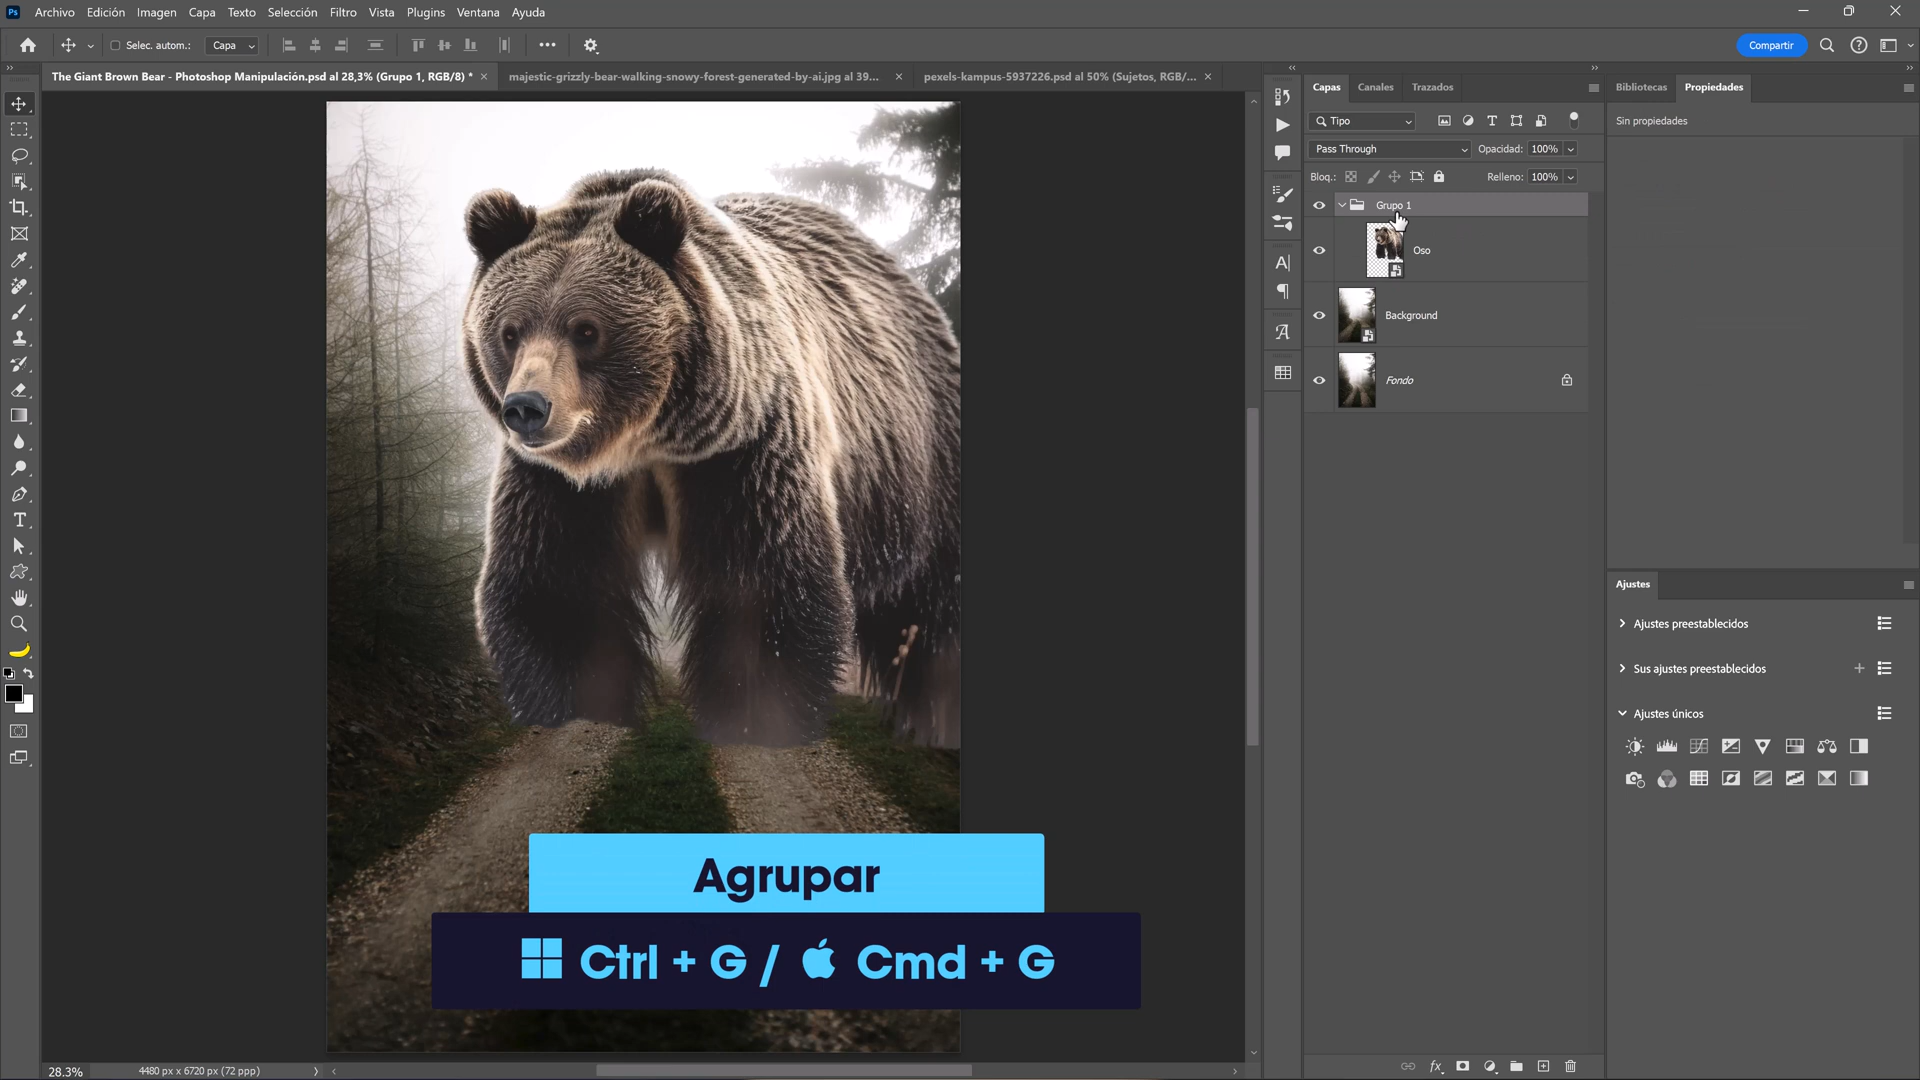 Ps Archivo Edición Imagen Capa Texto Selección Filtro Vista Plugins Ventana Ayuda
Selec. autom.: Capa Compartir
The Giant Brown Bear - Photoshop Manipulación.psd al 28,3% (Grupo 1, RGB/8) * majestic-grizzly-bear-walking-snowy-forest-generated-by-ai.jpg al 39... pexels-kampus-5937226.psd al 50% (Sujetos, RGB/...
Capas Canales Trazados
Bibliotecas Propiedades
Tipo
Sin propiedades
Pass Through Opacidad: 100%
Bloq.: Relleno: 100%
Grupo 1
Oso
Background
Fondo
Ajustes
Ajustes preestablecidos
Sus ajustes preestablecidos
Ajustes únicos
Agrupar
Ctrl + G / Cmd + G
28.3% 4480 px x 6720 px (72 ppp)